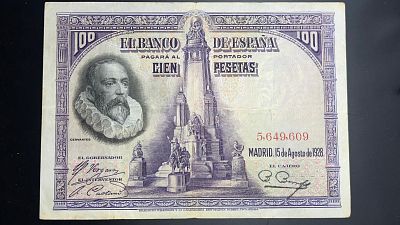 100 EL BANCO DE ESPAÑA 100
PAGARÁ AL PORTADOR
CIEN PESETAS
5,649,609
CERVANTES
MADRID, 15 de Agosto de 1928
EL GOBERNADOR
EL CAJERO
EL INTERVENTOR